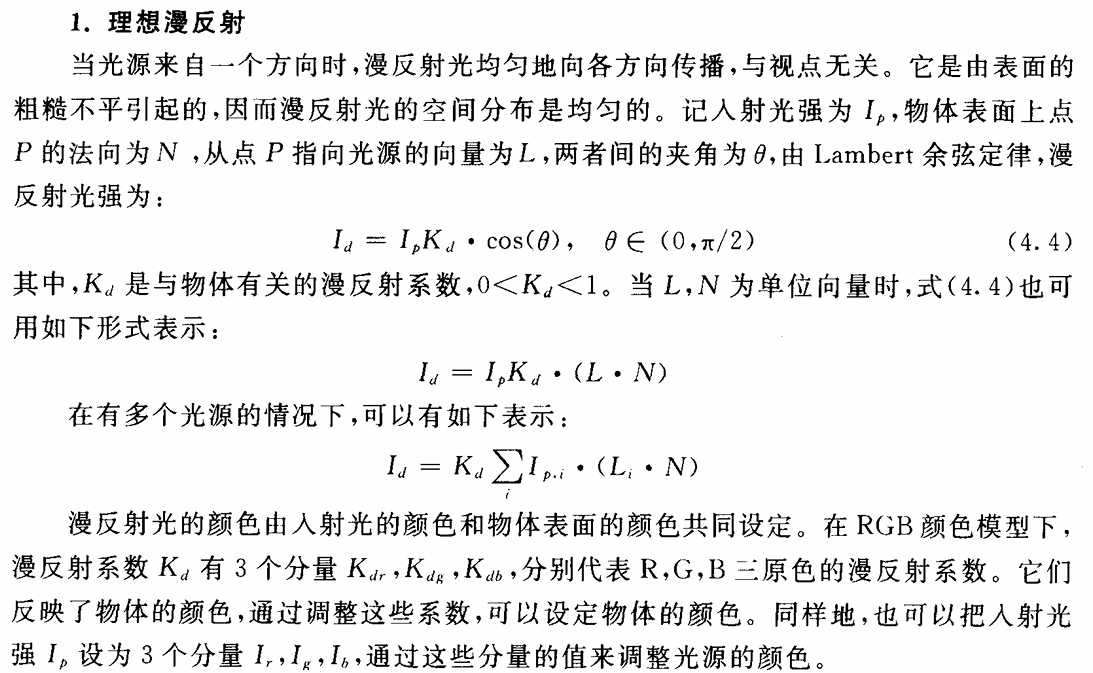 1. 理想漫反射
当光源来自一个方向时,漫反射光均匀地向各方向传播,与视点无关。它是由表面的
粗糙不平引起的,因而漫反射光的空间分布是均匀的。记入射光强为 Iₚ,物体表面上点
P 的法向为 N ,从点 P 指向光源的向量为 L,两者间的夹角为 θ,由 Lambert 余弦定律,漫
反射光强为:
I_d = I_p K_d · cos(θ), θ∈(0,π/2) (4.4)
其中,K_d 是与物体有关的漫反射系数,0<K_d<1。当 L,N 为单位向量时,式(4.4)也可
用如下形式表示:
I_d = I_p K_d · (L · N)
在有多个光源的情况下,可以有如下表示:
I_d = K_d ∑_i I_{p,i} · (L_i · N)
漫反射光的颜色由入射光的颜色和物体表面的颜色共同设定。在 RGB 颜色模型下,
漫反射系数 K_d 有 3 个分量 K_{dr},K_{dg},K_{db},分别代表 R,G,B 三原色的漫反射系数。它们
反映了物体的颜色,通过调整这些系数,可以设定物体的颜色。同样地,也可以把入射光
强 I_p 设为 3 个分量 I_r,I_g,I_b,通过这些分量的值来调整光源的颜色。